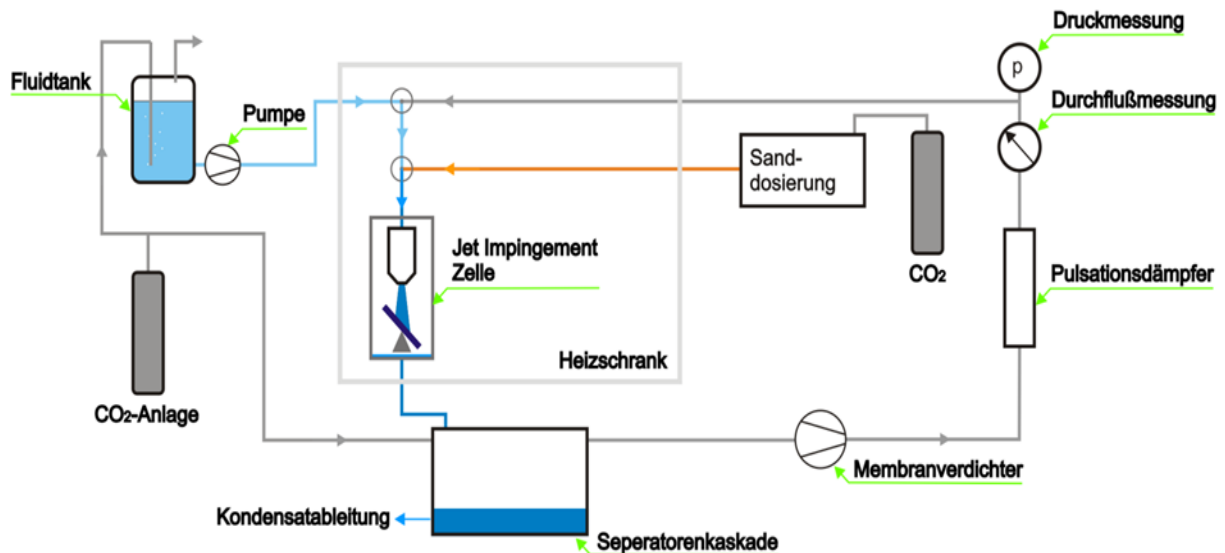 Druckmessung
p
Fluidtank
Pumpe
Durchflußmessung
Sand-
dosierung
Jet Impingement
Zelle
CO₂
Pulsationsdämpfer
Heizschrank
CO₂-Anlage
Membranverdichter
Kondensatableitung
Seperatorenkaskade